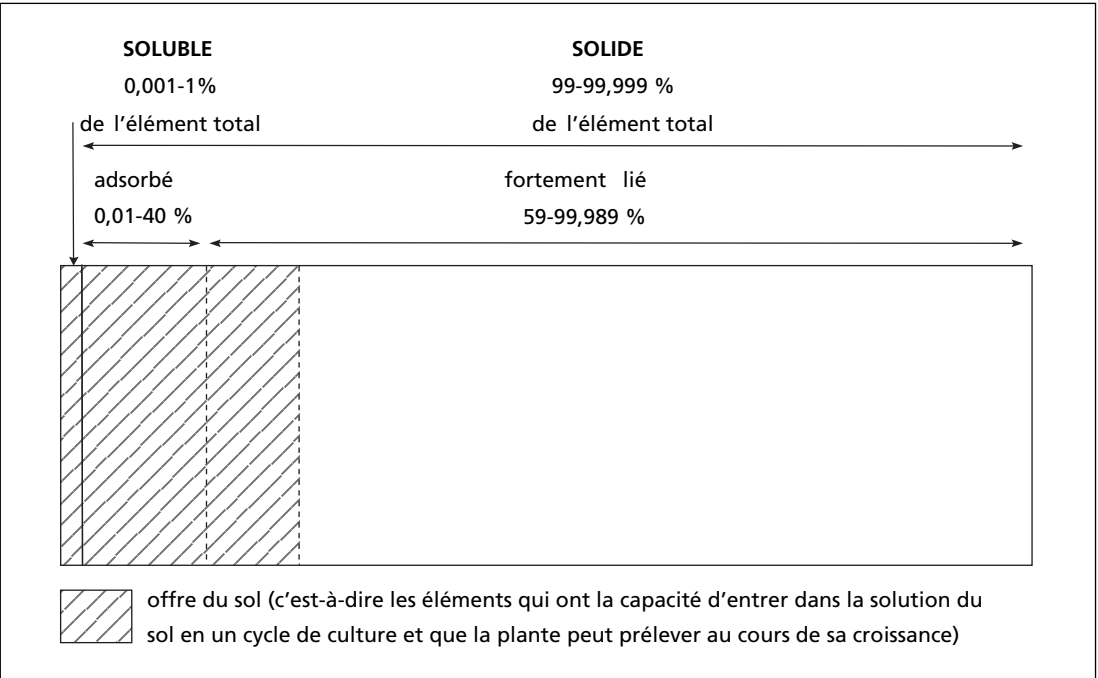 SOLUBLE
0,001-1%
de l'élément total
SOLIDE
99-99,999 %
de l'élément total
adsorbé
0,01-40 %
fortement lié
59-99,989 %
offre du sol (c'est-à-dire les éléments qui ont la capacité d'entrer dans la solution du
sol en un cycle de culture et que la plante peut prélever au cours de sa croissance)